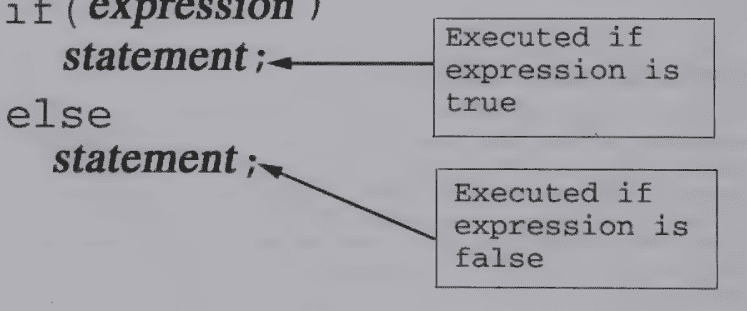 if(expression)
statement;
Executed if
expression is
true
else
statement;
Executed if
expression is
false